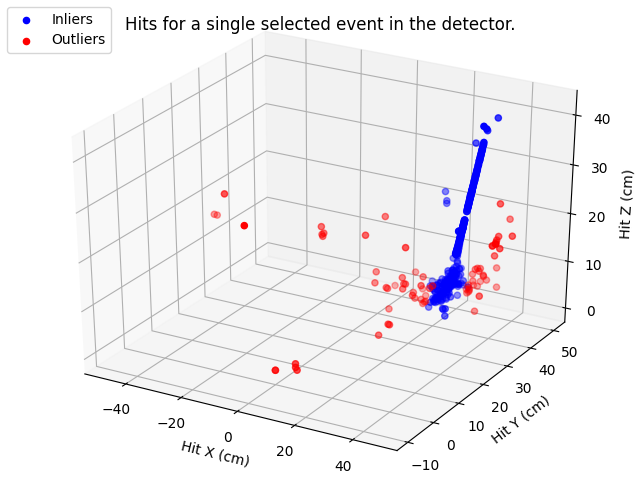 Hits for a single selected event in the detector.
Inliers
Outliers
40
30
20
10
0
Hit Z (cm)
50
40
30
20
10
0
−10
Hit Y (cm)
−40
−20
0
20
40
Hit X (cm)